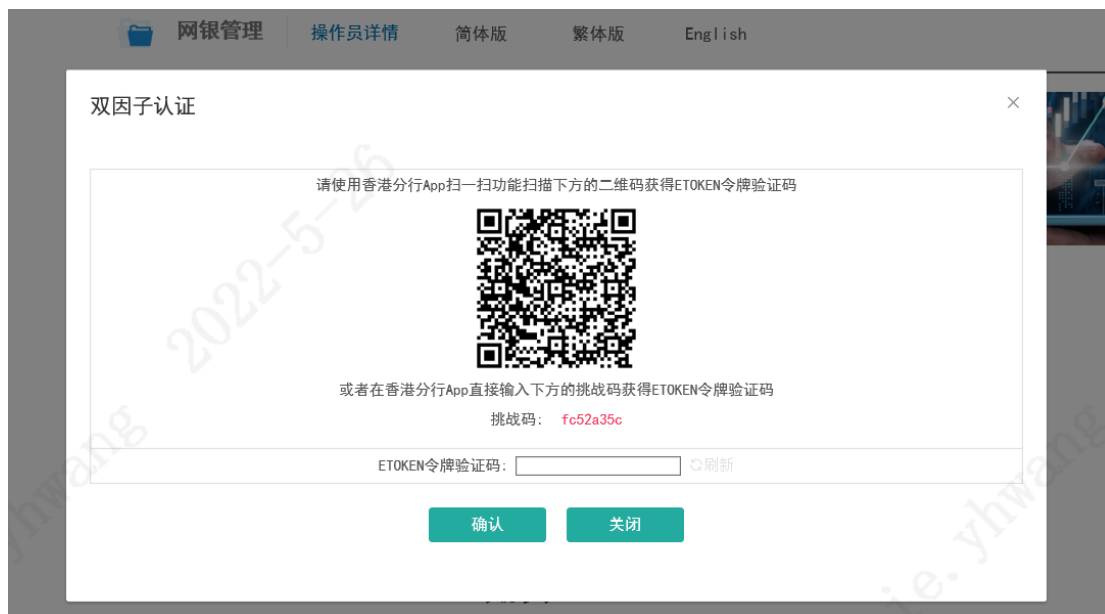 网银管理 操作员详情 简体版 繁体版 English
双因子认证
请使用香港分行App扫一扫功能扫描下方的二维码获得ETOKEN令牌验证码
或者在香港分行App直接输入下方的挑战码获得ETOKEN令牌验证码
挑战码: fc52a35c
ETOKEN令牌验证码: 刷新
确认 关闭
2022-5-26
yhwang
ie.yhwang